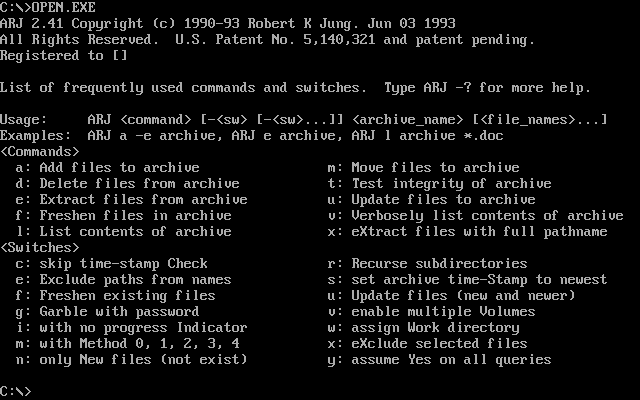 C:\>OPEN.EXE
ARJ 2.41 Copyright (c) 1990-93 Robert K Jung. Jun 03 1993
All Rights Reserved.  U.S. Patent No. 5,140,321 and patent pending.
Registered to []

List of frequently used commands and switches.  Type ARJ -? for more help.

Usage:     ARJ <command> [-<sw> [-<sw>...]] <archive_name> [<file_names>...]
Examples:  ARJ a -e archive, ARJ e archive, ARJ l archive *.doc
<Commands>
  a: Add files to archive                m: Move files to archive
  d: Delete files from archive           t: Test integrity of archive
  e: Extract files from archive          u: Update files to archive
  f: Freshen files in archive            v: Verbosely list contents of archive
  l: List contents of archive            x: eXtract files with full pathname
<Switches>
  c: skip time-stamp Check               r: Recurse subdirectories
  e: Exclude paths from names            s: set archive time-Stamp to newest
  f: Freshen existing files              u: Update files (new and newer)
  g: Garble with password                v: enable multiple Volumes
  i: with no progress Indicator          w: assign Work directory
  m: with Method 0, 1, 2, 3, 4           x: eXclude selected files
  n: only New files (not exist)          y: assume Yes on all queries

C:\>